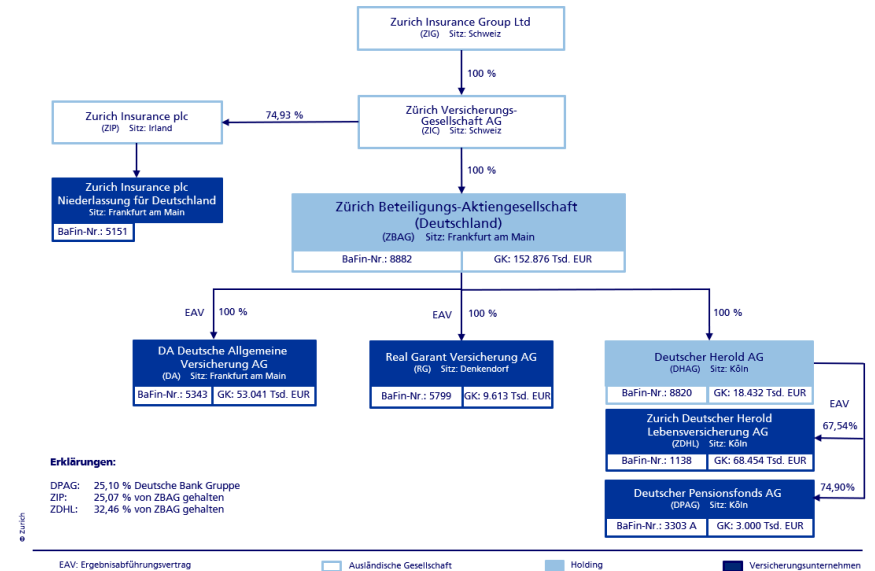 Zurich Insurance Group Ltd
(ZIG) Sitz: Schweiz
100 %
Zurich Insurance plc
(ZIP) Sitz: Irland
74,93 %
Zürich Versicherungs-
Gesellschaft AG
(ZIC) Sitz: Schweiz
100 %
Zurich Insurance plc
Niederlassung für Deutschland
Sitz: Frankfurt am Main
BaFin-Nr.: 5151
Zürich Beteiligungs-Aktiengesellschaft
(Deutschland)
(ZBAG) Sitz: Frankfurt am Main
BaFin-Nr.: 8882 GK: 152.876 Tsd. EUR
EAV 100 %
EAV 100 %
100 %
DA Deutsche Allgemeine
Versicherung AG
(DA) Sitz: Frankfurt am Main
BaFin-Nr.: 5343 GK: 53.041 Tsd. EUR
Real Garant Versicherung AG
(RG) Sitz: Denkendorf
BaFin-Nr.: 5799 GK: 9.613 Tsd. EUR
Deutscher Herold AG
(DHAG) Sitz: Köln
BaFin-Nr.: 8820 GK: 18.432 Tsd. EUR
EAV
67,54%
Zurich Deutscher Herold
Lebensversicherung AG
(ZDHL) Sitz: Köln
BaFin-Nr.: 1138 GK: 68.454 Tsd. EUR
74,90%
Deutscher Pensionsfonds AG
(DPAG) Sitz: Köln
BaFin-Nr.: 3303 A GK: 3.000 Tsd. EUR
Erklärungen:
DPAG: 25,10 % Deutsche Bank Gruppe
ZIP: 25,07 % von ZBAG gehalten
ZDHL: 32,46 % von ZBAG gehalten
© Zurich
EAV: Ergebnisabführungsvertrag Ausländische Gesellschaft Holding Versicherungsunternehmen